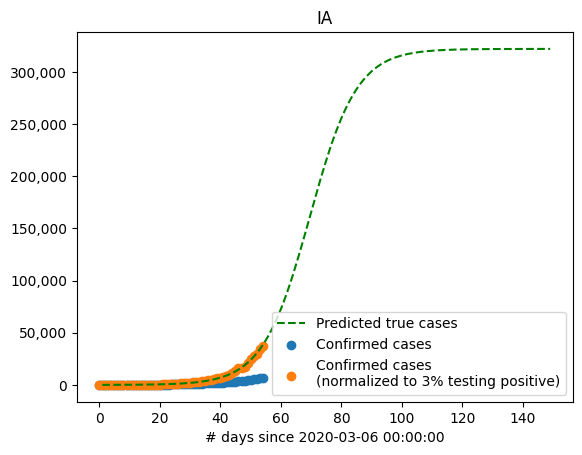 IA
300,000
250,000
200,000
150,000
100,000
50,000
0
Predicted true cases
Confirmed cases
Confirmed cases
(normalized to 3% testing positive)
0 20 40 60 80 100 120 140
# days since 2020-03-06 00:00:00